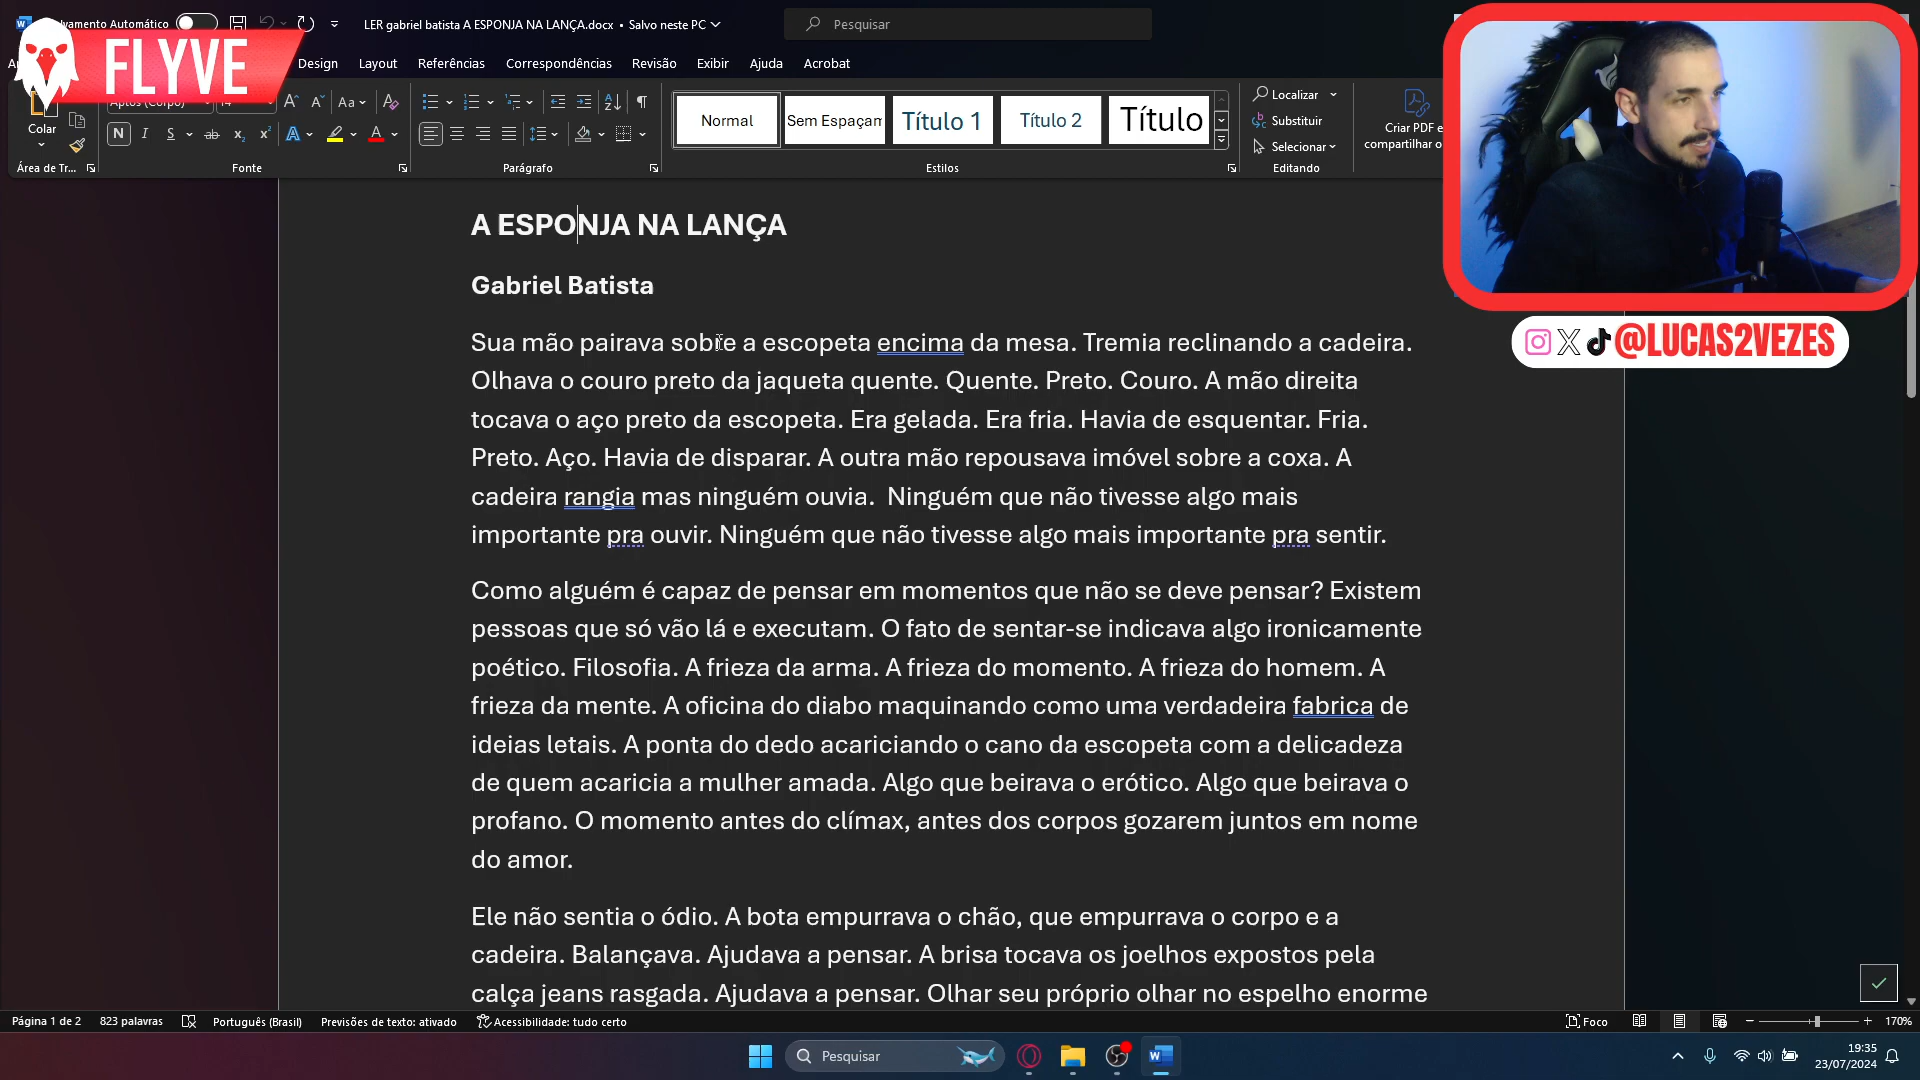 LER gabriel batista A ESPONJA NA LANÇA.docx • Salvo neste PC
Pesquisar
FLYVE
Design Layout Referências Correspondências Revisão Exibir Ajuda Acrobat
Colar
Aa
N I S ab x₂ x² A A
Normal
Sem Espaçam
Título 1
Título 2
Título
Localizar
Substituir
Selecionar
Criar PDF e
compartilhar o
Área de Tr...
Fonte
Parágrafo
Estilos
Editando
@LUCAS2VEZES
A ESPONJA NA LANÇA
Gabriel Batista
Sua mão pairava sobre a escopeta encima da mesa. Tremia reclinando a cadeira.
Olhava o couro preto da jaqueta quente. Quente. Preto. Couro. A mão direita
tocava o aço preto da escopeta. Era gelada. Era fria. Havia de esquentar. Fria.
Preto. Aço. Havia de disparar. A outra mão repousava imóvel sobre a coxa. A
cadeira rangia mas ninguém ouvia.  Ninguém que não tivesse algo mais
importante pra ouvir. Ninguém que não tivesse algo mais importante pra sentir.
Como alguém é capaz de pensar em momentos que não se deve pensar? Existem
pessoas que só vão lá e executam. O fato de sentar-se indicava algo ironicamente
poético. Filosofia. A frieza da arma. A frieza do momento. A frieza do homem. A
frieza da mente. A oficina do diabo maquinando como uma verdadeira fabrica de
ideias letais. A ponta do dedo acariciando o cano da escopeta com a delicadeza
de quem acaricia a mulher amada. Algo que beirava o erótico. Algo que beirava o
profano. O momento antes do clímax, antes dos corpos gozarem juntos em nome
do amor.
Ele não sentia o ódio. A bota empurrava o chão, que empurrava o corpo e a
cadeira. Balançava. Ajudava a pensar. A brisa tocava os joelhos expostos pela
calça jeans rasgada. Ajudava a pensar. Olhar seu próprio olhar no espelho enorme
Página 1 de 2 823 palavras Português (Brasil) Previsões de texto: ativado Acessibilidade: tudo certo
Foco
170%
Pesquisar
19:35
23/07/2024